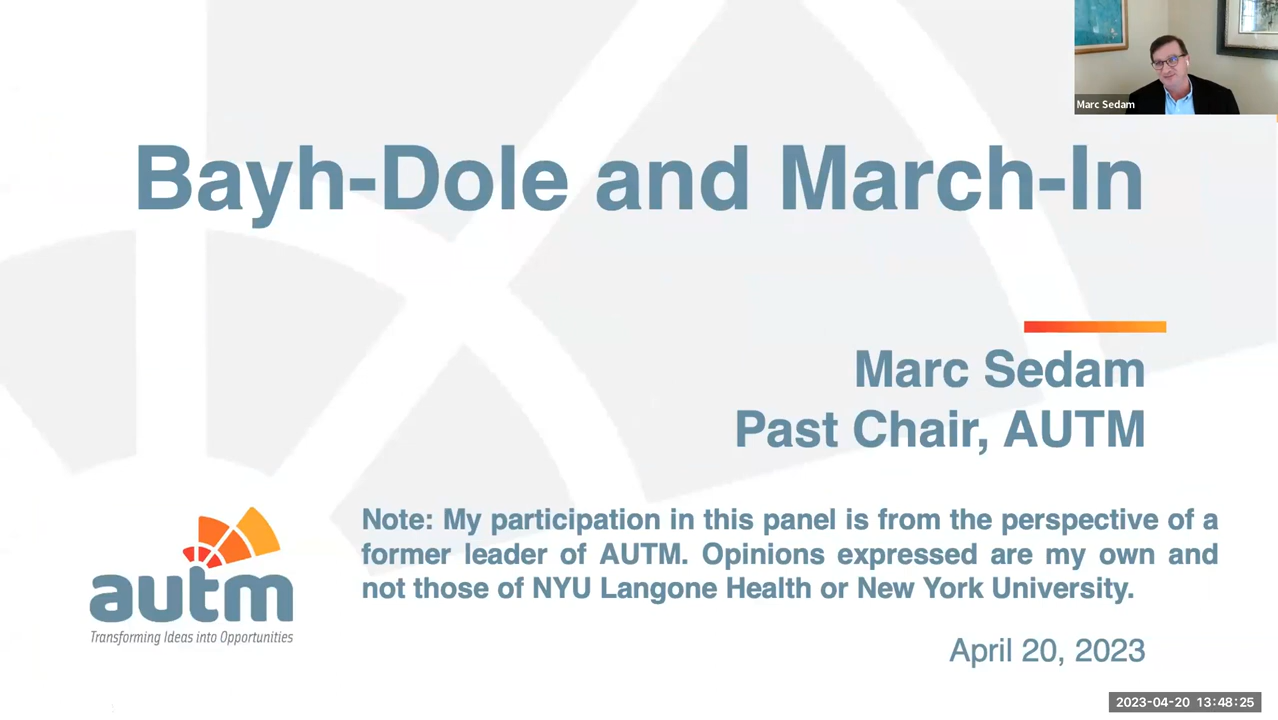 Marc Sedam
Bayh-Dole and March-In
Marc Sedam
Past Chair, AUTM
Note: My participation in this panel is from the perspective of a
former leader of AUTM. Opinions expressed are my own and
not those of NYU Langone Health or New York University.
autm
Transforming Ideas into Opportunities
April 20, 2023
2023-04-20 13:48:25